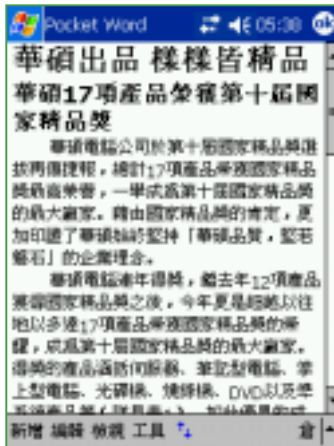 Pocket Word 05:38 ok
華碩出品 樣樣皆精品
華碩17項產品榮獲第十屆國
家精品獎
華碩電腦公司於第十屆國家精品獎選
拔再傳捷報，總計17項產品榮獲國家精品
獎最高榮譽，一舉成為第十屆國家精品獎
的最大贏家。藉由國家精品獎的肯定，更
加印證了華碩始終堅持「華碩品質，堅若
磐石」的企業理念。
華碩電腦連年得獎，繼去年12項產品
獲得國家精品獎之後，今年更是超越以往
地以多達17項產品榮獲國家精品獎的榮
耀，成為第十屆國家精品獎的最大贏家。
得獎的產品涵括伺服器、筆記型電腦、掌
上型電腦、光碟機、燒錄機、DVD以及準
新增 編輯 檢視 工具